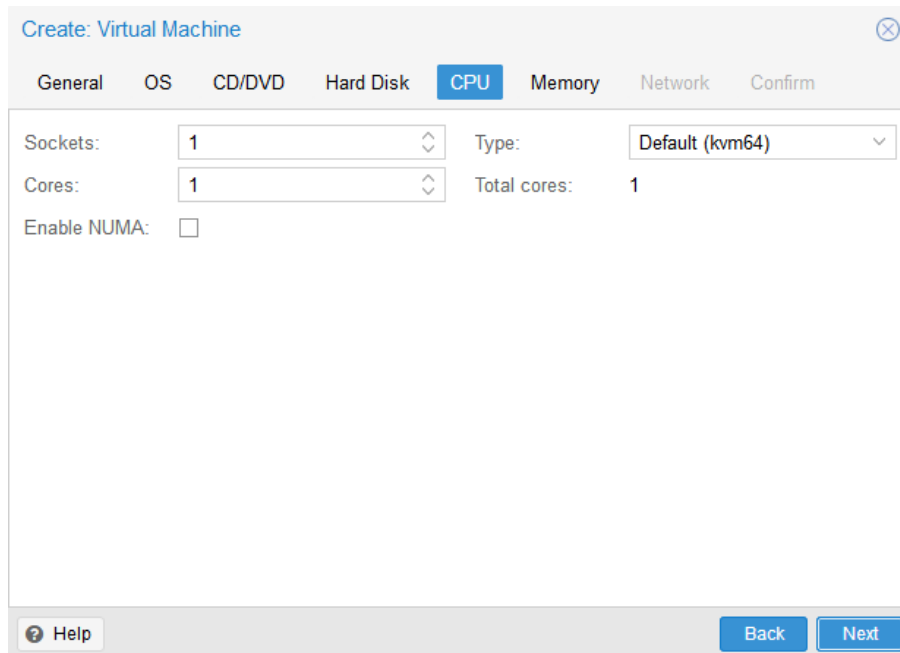 Create: Virtual Machine
General OS CD/DVD Hard Disk CPU Memory Network Confirm
Sockets: 1 Type: Default (kvm64)
Cores: 1 Total cores: 1
Enable NUMA:
Help Back Next